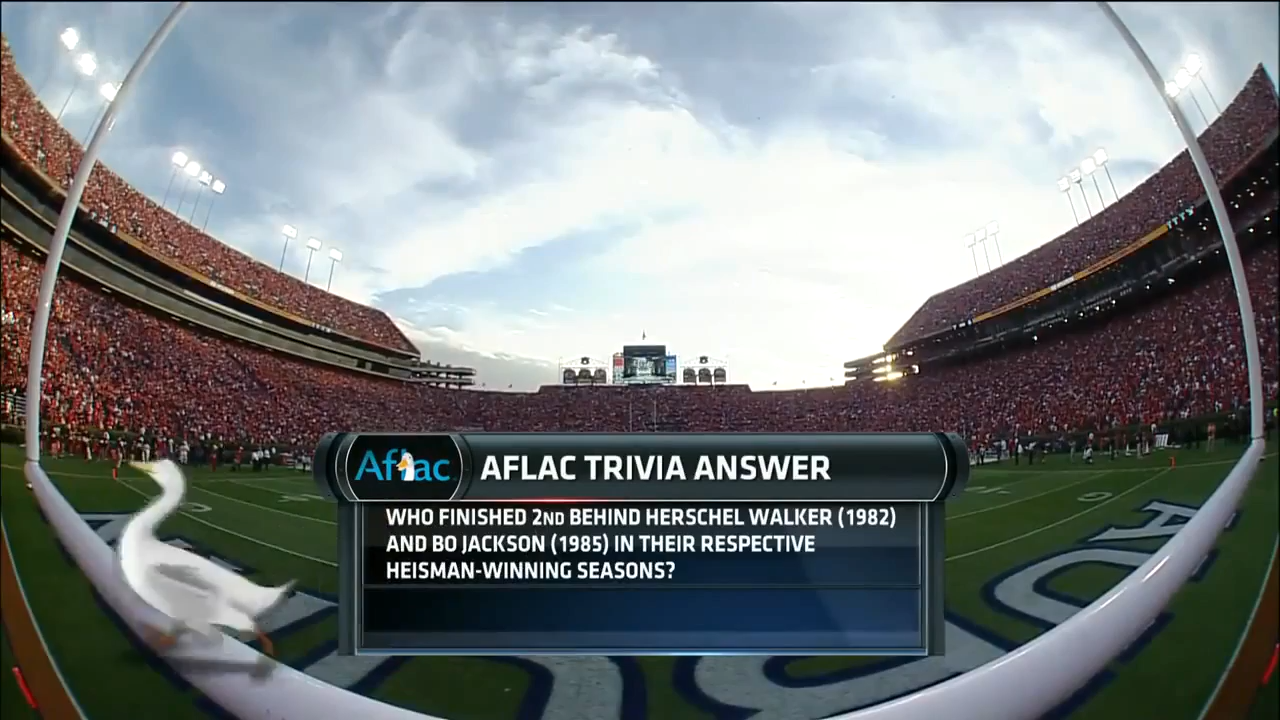 Aflac
AFLAC TRIVIA ANSWER
WHO FINISHED 2ND BEHIND HERSCHEL WALKER (1982)
AND BO JACKSON (1985) IN THEIR RESPECTIVE
HEISMAN-WINNING SEASONS?